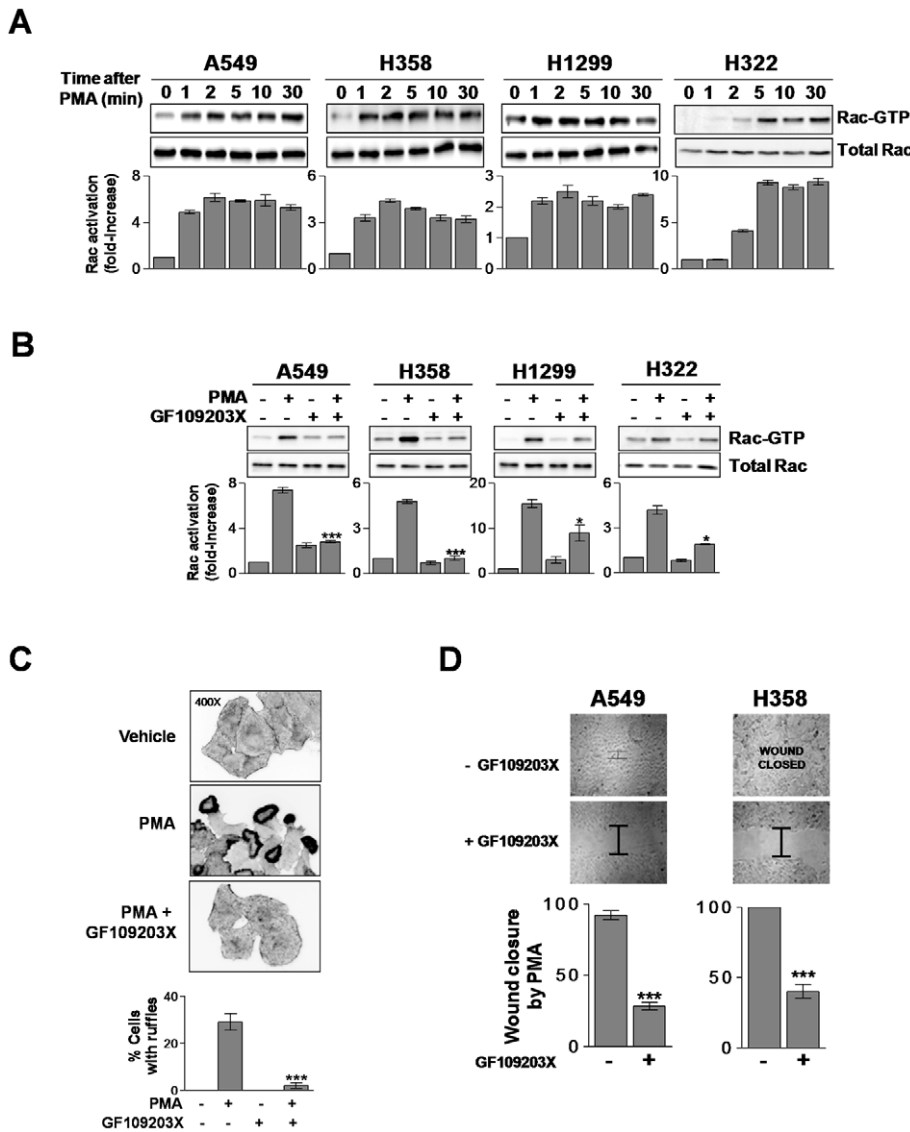 A
A549 H358 H1299 H322
Time after
PMA (min)
0 1 2 5 10 30 0 1 2 5 10 30 0 1 2 5 10 30 0 1 2 5 10 30
Rac-GTP
Total Rac
Rac activation
(fold-increase)
8
4
0
6
3
0
3
2
1
0
10
5
0
B
A549 H358 H1299 H322
PMA - + - + - + - + - + - + - + - +
GF109203X - - + + - - + + - - + + - - + +
Rac-GTP
Total Rac
Rac activation
(fold-increase)
8
4
0
6
3
0
20
10
0
6
3
0
*** *** * *
C
400X
Vehicle
PMA
PMA +
GF109203X
% Cells
with ruffles
40
20
0
***
PMA - + - +
GF109203X - - + +
D
A549 H358
- GF109203X
WOUND
CLOSED
+ GF109203X
Wound closure
by PMA
100
50
0
***
100
50
0
***
GF109203X - + - +